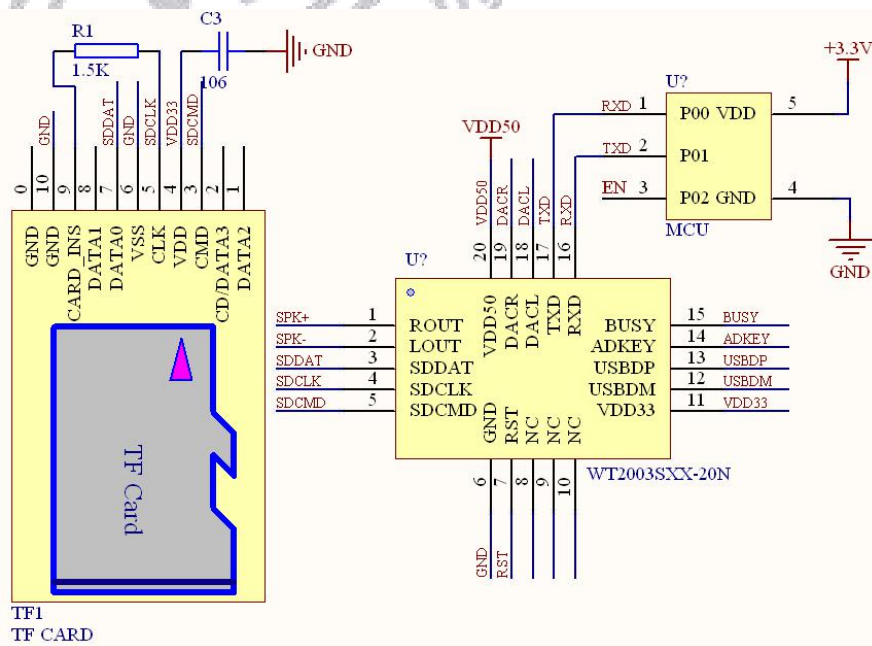 R1
1.5K
C3
106
GND
GND
SDDAT
GND
SDCLK
VDD33
SDCMD
0
10
9
8
7
6
5
4
3
2
1
GND
GND
CARD_INS
DATA1
DATA0
VSS
CLK
VDD
CMD
CD/DATA3
DATA2
TF Card
TF1
TF CARD
VDD50
VDD50
DACR
DACL
TXD
RXD
20
19
18
17
16
U?
SPK+ 1 ROUT
SPK- 2 LOUT
SDDAT 3 SDDAT
SDCLK 4 SDCLK
SDCMD 5 SDCMD
VDD50
DACR
DACL
TXD
RXD
BUSY 15 BUSY
ADKEY 14 ADKEY
USBDP 13 USBDP
USBDM 12 USBDM
VDD33 11 VDD33
GND
RST
NC
NC
NC
6
7
8
9
10
GND
RST
WT2003SXX-20N
+3.3V
U?
RXD 1 P00 VDD 5
TXD 2 P01
EN 3 P02 GND 4
MCU
GND